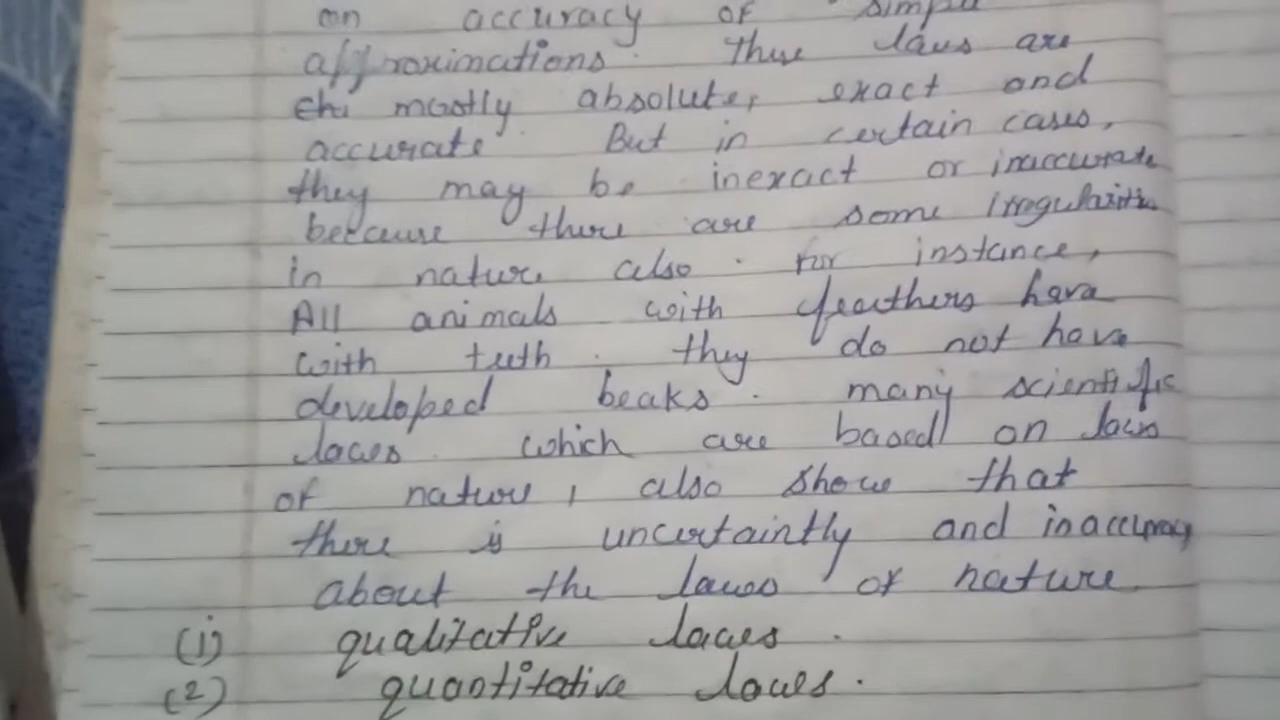 on accuracy of simple
approximations. These laws are
mostly absolute, exact and
accurate. But in certain cases,
they may be inexact or inaccurate
because there are some irregularities
in nature also. For instance,
All animals with feathers have
with teeth. they do not have
developed beaks. many scientific
laws which are based on laws
of nature, also show that
there is uncertaintly and inaccuracy
about the laws of nature
(1) qualitative laws.
(2) quantitative laws.